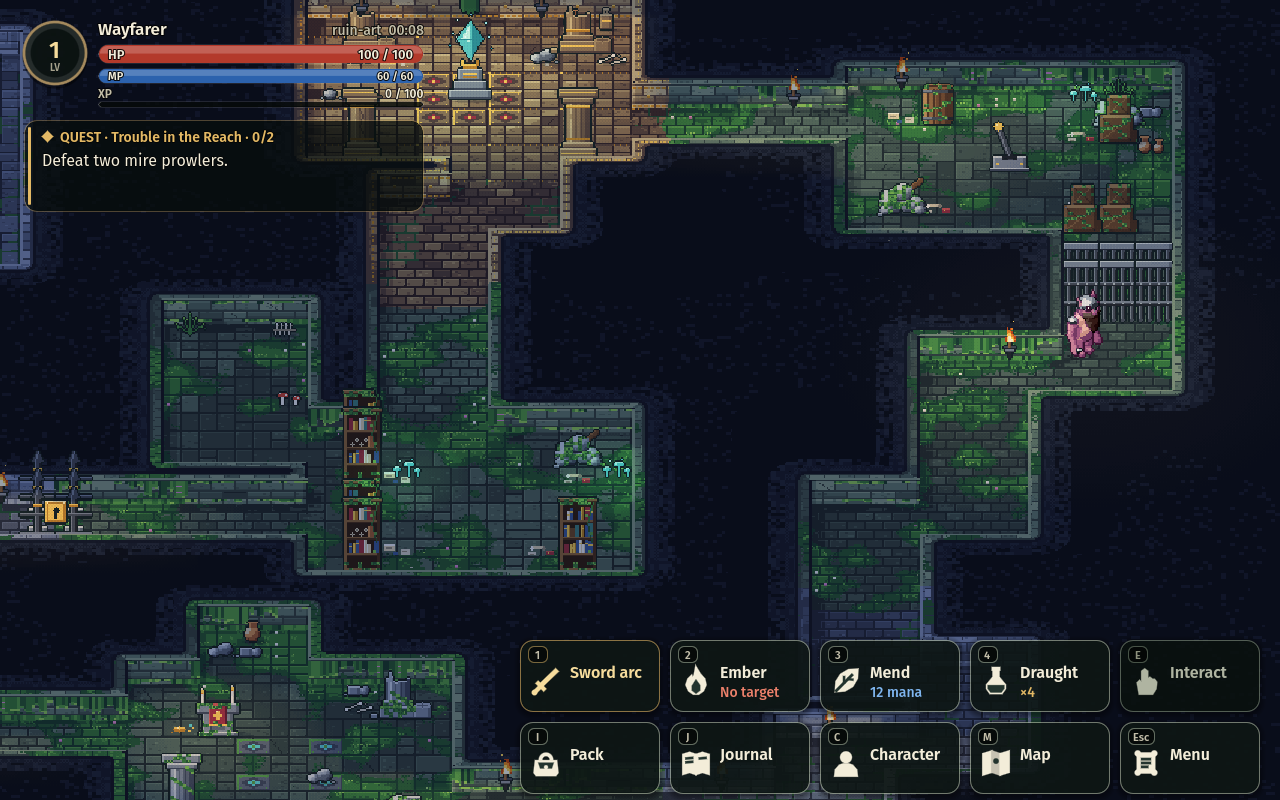 1
LV
Wayfarer
ruin-art 00:08
HP 100 / 100
MP 60 / 60
XP 0 / 100
QUEST · Trouble in the Reach · 0/2
Defeat two mire prowlers.
1 Sword arc
2 Ember
No target
3 Mend
12 mana
4 Draught
×4
E Interact
I Pack
J Journal
C Character
M Map
Esc Menu